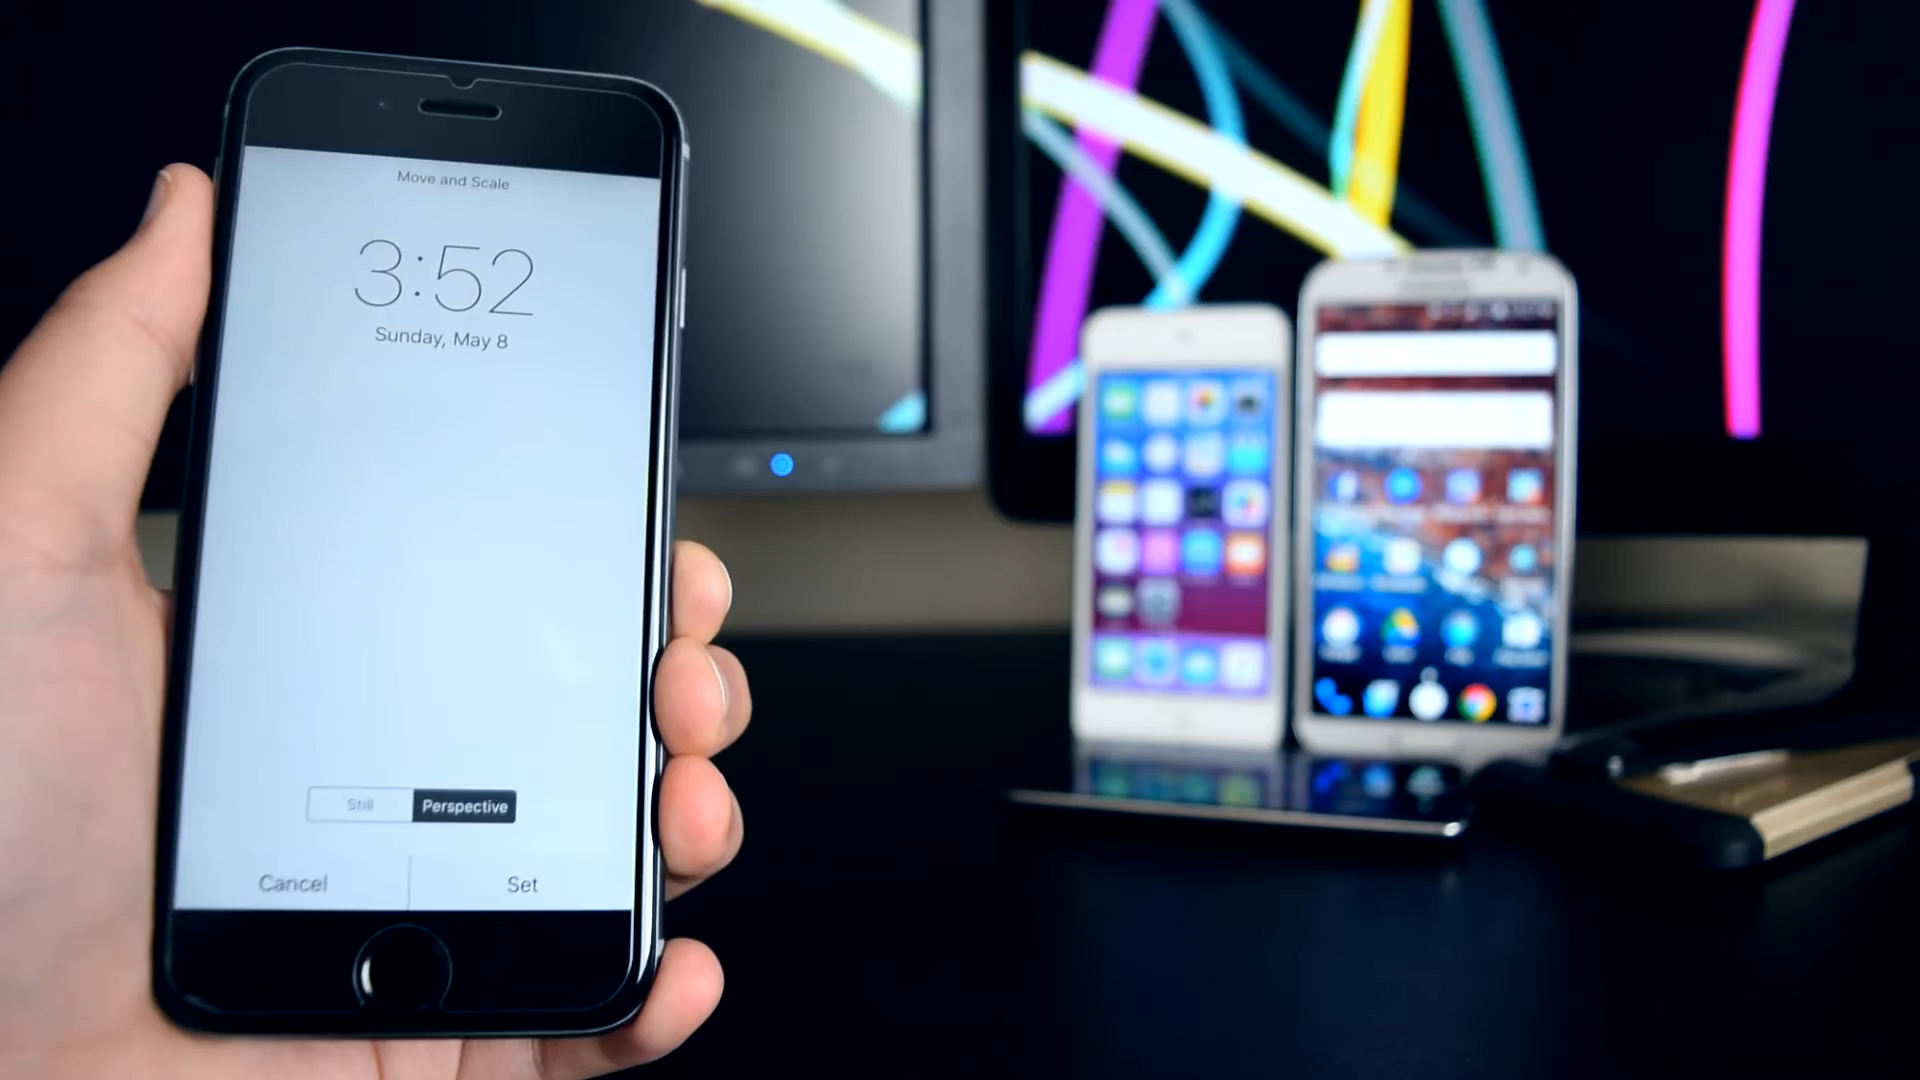 Move and Scale
3:52
Sunday, May 8
Still
Perspective
Cancel
Set